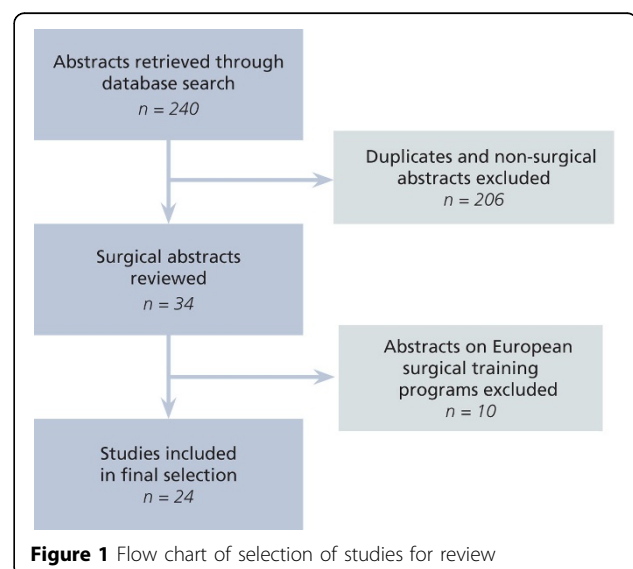 Abstracts retrieved through
database search
n = 240
Duplicates and non-surgical
abstracts excluded
n = 206
Surgical abstracts
reviewed
n = 34
Abstracts on European
surgical training
programs excluded
n = 10
Studies included
in final selection
n = 24
Figure 1 Flow chart of selection of studies for review